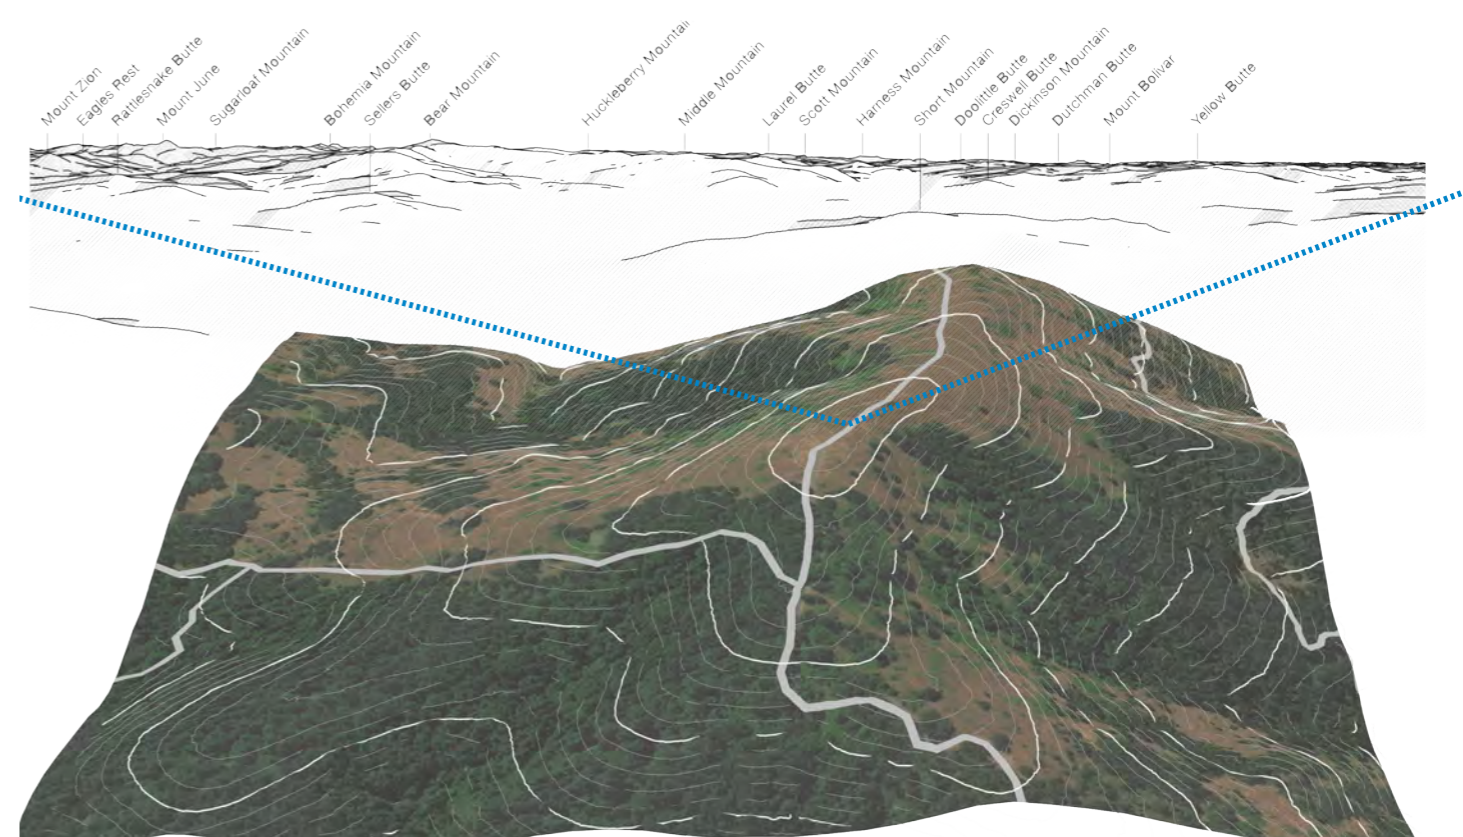 Mount Zion
Eagles Rest
Rattlesnake Butte
Mount June
Sugarloaf Mountain
Bohemia Mountain
Sellers Butte
Bear Mountain
Huckleberry Mountain
Middle Mountain
Laurel Butte
Scott Mountain
Harness Mountain
Short Mountain
Doolittle Butte
Creswell Butte
Dickinson Mountain
Dutchman Butte
Mount Bolivar
Yellow Butte